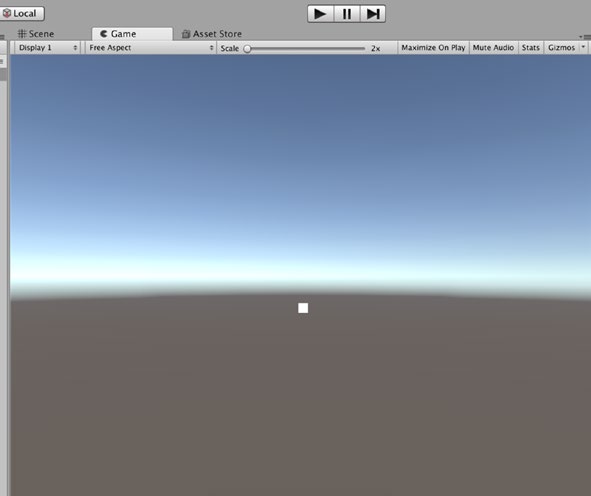 Local
Scene Game Asset Store
Display 1 Free Aspect Scale 2x Maximize On Play Mute Audio Stats Gizmos